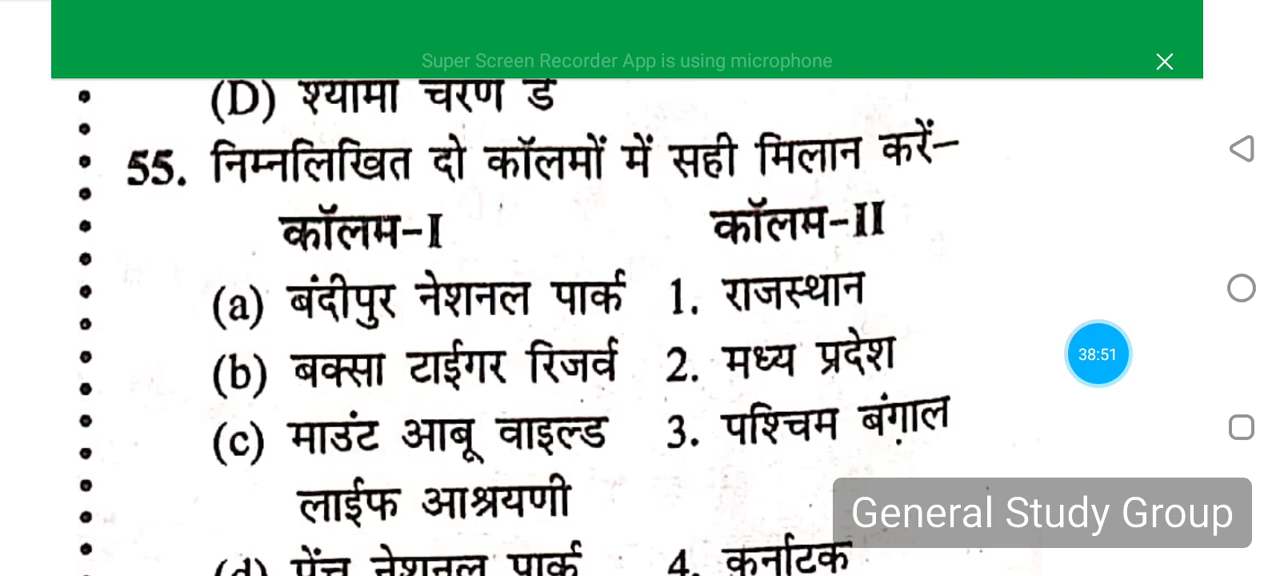 Super Screen Recorder App is using microphone
(D) श्यामा चरण डे
55. निम्नलिखित दो कॉलमों में सही मिलान करें–
कॉलम-I कॉलम-II
(a) बंदीपुर नेशनल पार्क 1. राजस्थान
(b) बक्सा टाईगर रिजर्व 2. मध्य प्रदेश
(c) माउंट आबू वाइल्ड 3. पश्चिम बंगाल
लाईफ आश्रयणी
(d) पेंच नेशनल पार्क 4. कर्नाटक
38:51
General Study Group